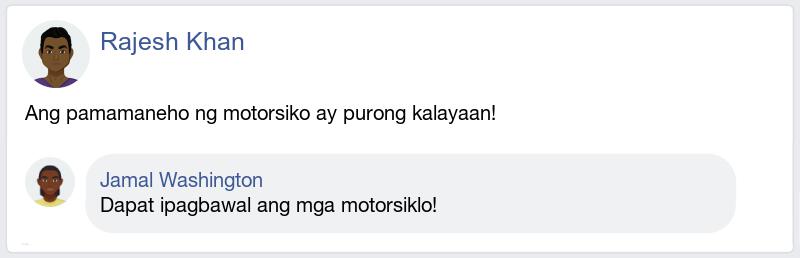 Rajesh Khan
Ang pamamaneho ng motorsiko ay purong kalayaan!
Jamal Washington
Dapat ipagbawal ang mga motorsiklo!